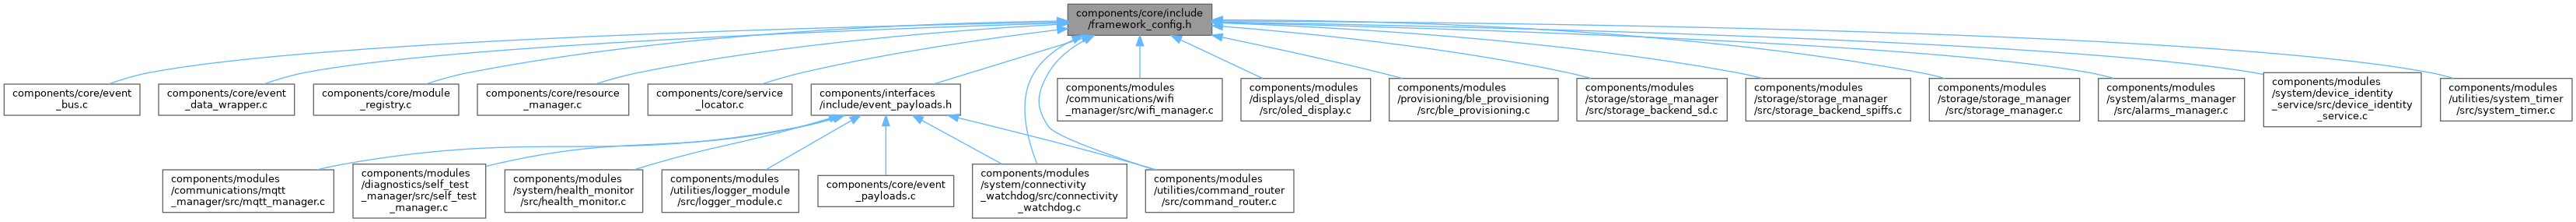 components/core/include
/framework_config.h
components/core/event
_bus.c
components/core/event
_data_wrapper.c
components/core/module
_registry.c
components/core/resource
_manager.c
components/core/service
_locator.c
components/interfaces
/include/event_payloads.h
components/modules
/communications/wifi
_manager/src/wifi_manager.c
components/modules
/displays/oled_display
/src/oled_display.c
components/modules
/provisioning/ble_provisioning
/src/ble_provisioning.c
components/modules
/storage/storage_manager
/src/storage_backend_sd.c
components/modules
/storage/storage_manager
/src/storage_backend_spiffs.c
components/modules
/storage/storage_manager
/src/storage_manager.c
components/modules
/system/alarms_manager
/src/alarms_manager.c
components/modules
/system/device_identity
_service/src/device_identity
_service.c
components/modules
/utilities/system_timer
/src/system_timer.c
components/modules
/communications/mqtt
_manager/src/mqtt_manager.c
components/modules
/diagnostics/self_test
_manager/src/self_test
_manager.c
components/modules
/system/health_monitor
/src/health_monitor.c
components/modules
/utilities/logger_module
/src/logger_module.c
components/core/event
_payloads.c
components/modules
/system/connectivity
_watchdog/src/connectivity
_watchdog.c
components/modules
/utilities/command_router
/src/command_router.c